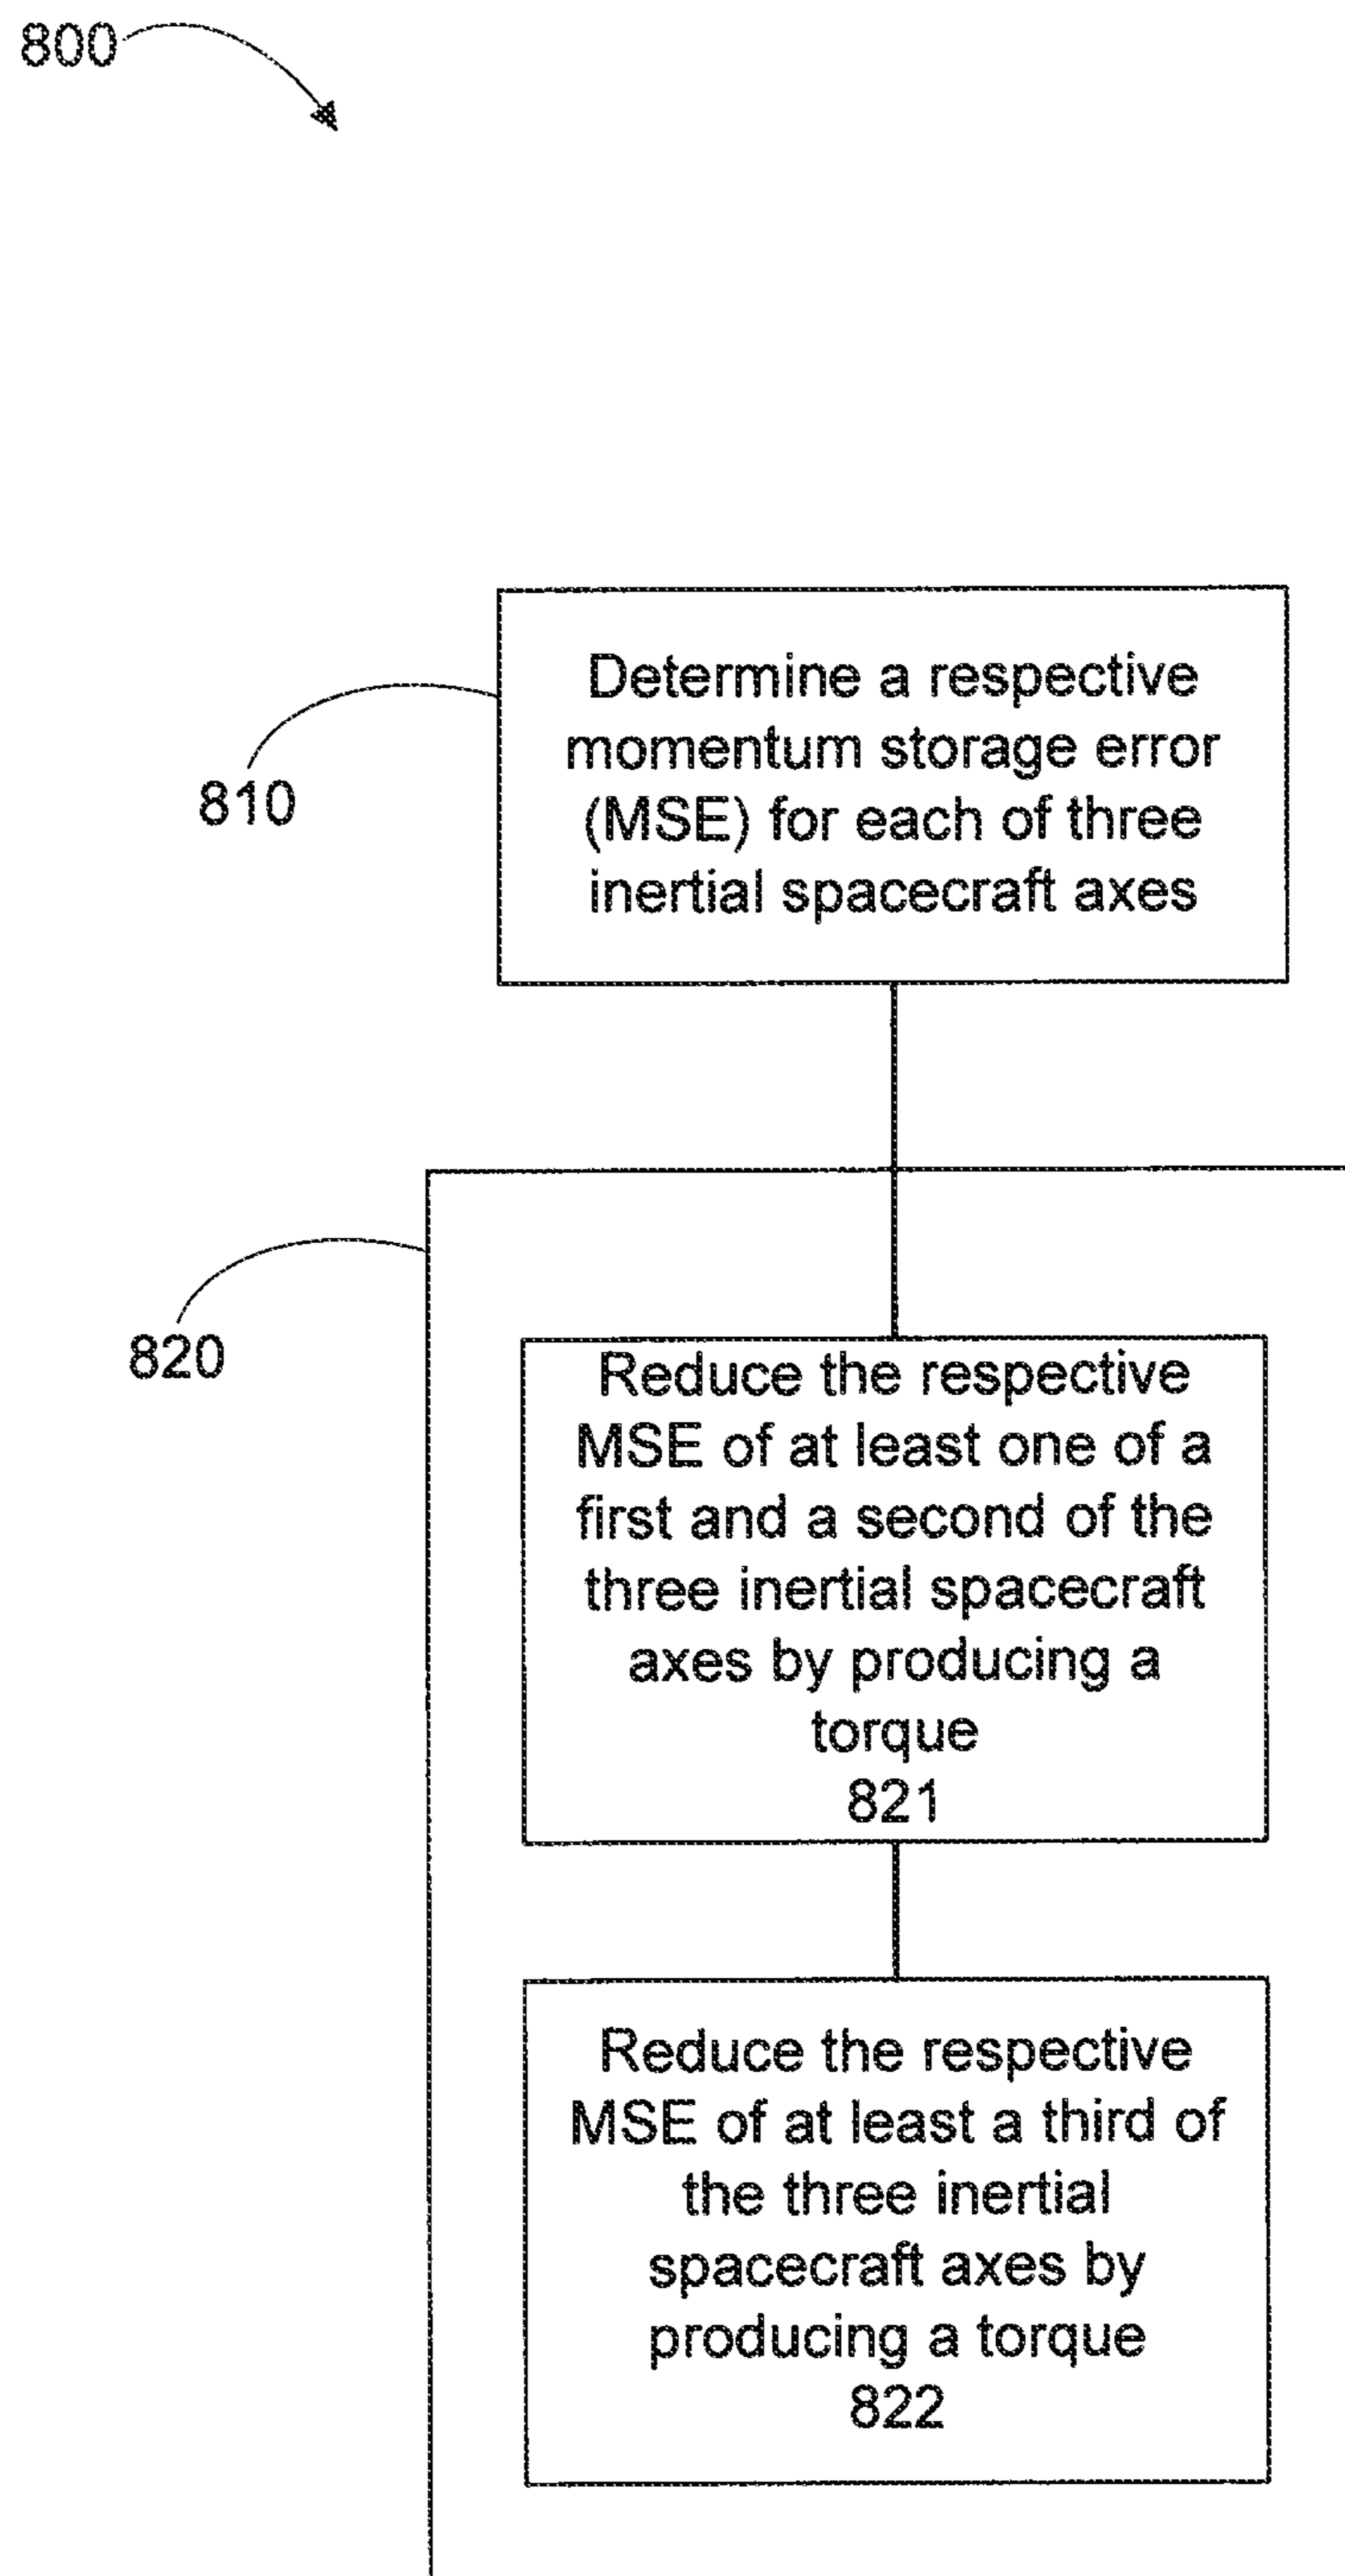 800
Determine a respective
momentum storage error
(MSE) for each of three
inertial spacecraft axes
810
820
Reduce the respective
MSE of at least one of a
first and a second of the
three inertial spacecraft
axes by producing a
torque
821
Reduce the respective
MSE of at least a third of
the three inertial
spacecraft axes by
producing a torque
822